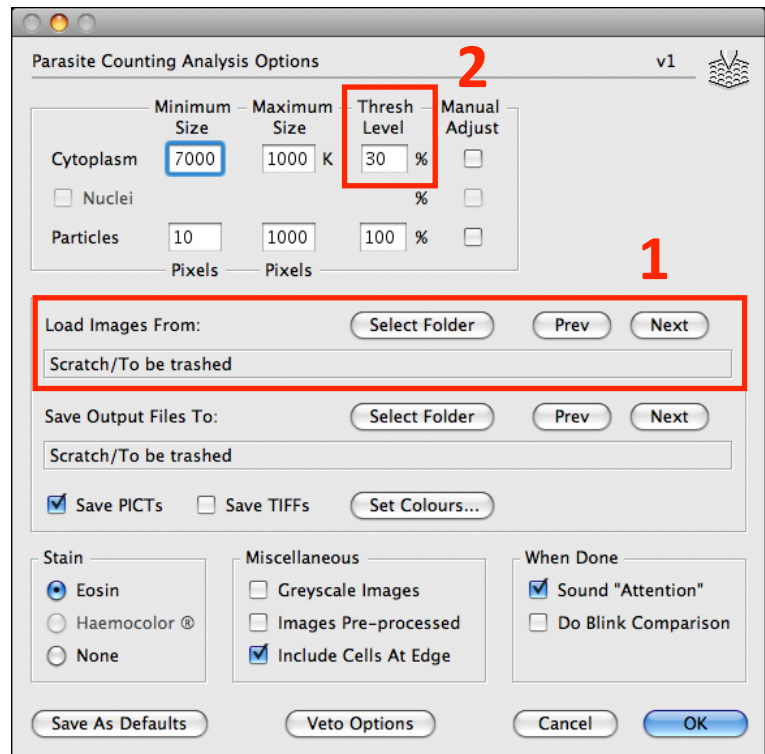 Parasite Counting Analysis Options v1
2
Minimum Maximum Thresh Manual
Size Size Level Adjust
Cytoplasm 7000 1000 K 30 %
Nuclei %
Particles 10 1000 100 %
Pixels Pixels
1
Load Images From: Select Folder Prev Next
Scratch/To be trashed
Save Output Files To: Select Folder Prev Next
Scratch/To be trashed
Save PICTs Save TIFFs Set Colours...
Stain Miscellaneous When Done
Eosin Greyscale Images Sound "Attention"
Haemocolor ® Images Pre-processed Do Blink Comparison
None Include Cells At Edge
Save As Defaults Veto Options Cancel OK